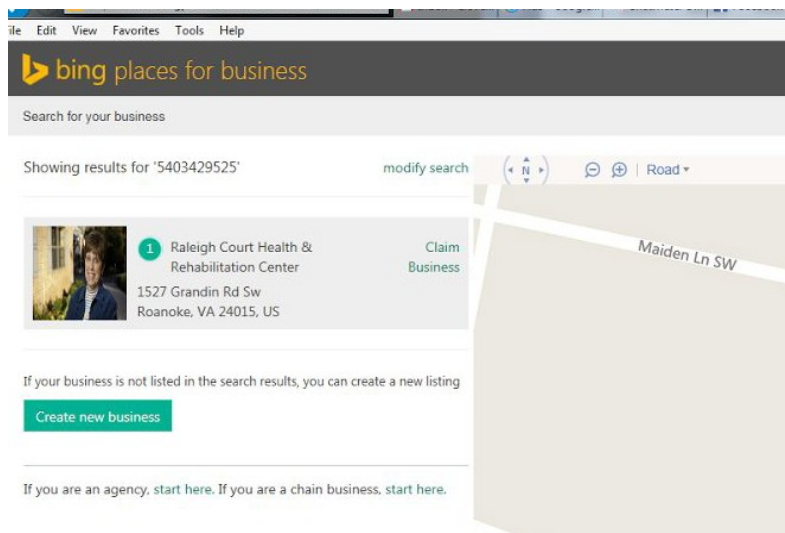 File Edit View Favorites Tools Help
bing places for business
Search for your business
Showing results for '5403429525'
modify search
N
Road
1
Raleigh Court Health &
Rehabilitation Center
1527 Grandin Rd Sw
Roanoke, VA 24015, US
Claim
Business
Maiden Ln SW
If your business is not listed in the search results, you can create a new listing
Create new business
If you are an agency, start here. If you are a chain business, start here.